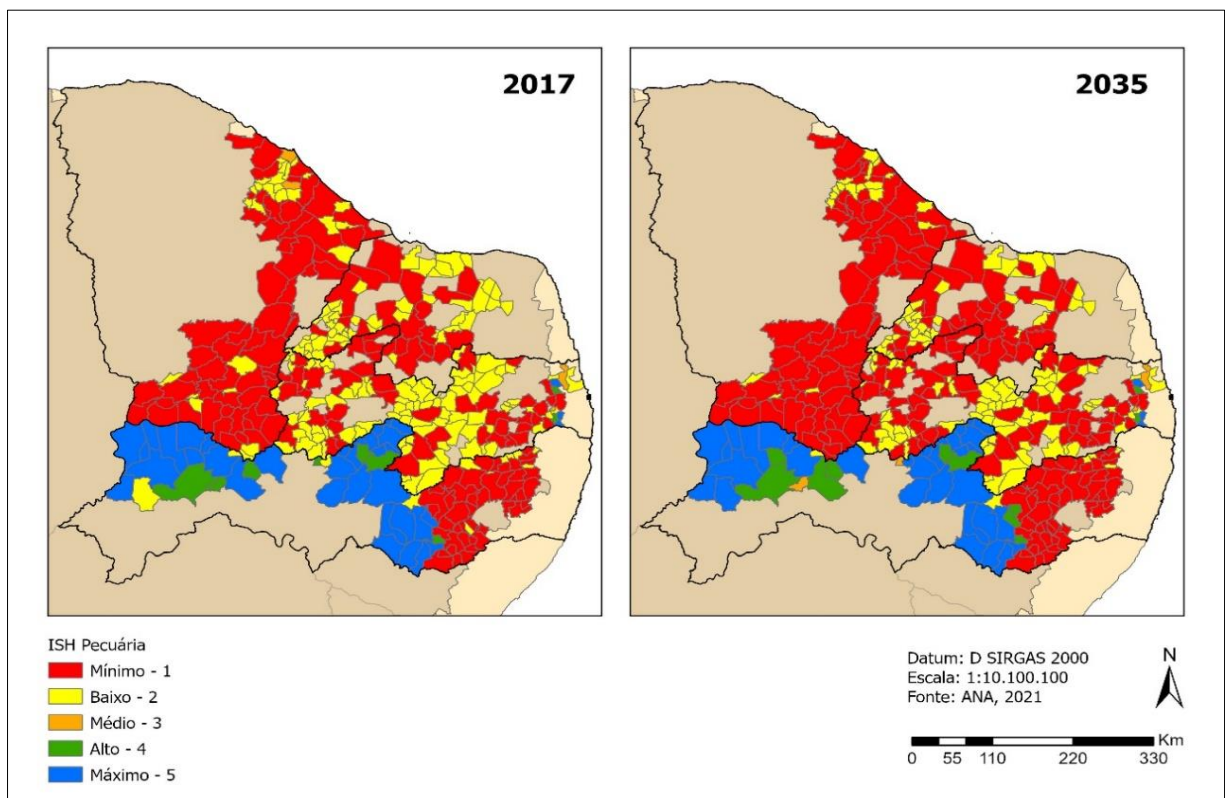 2017
2035
ISH Pecuária
Mínimo - 1
Baixo - 2
Médio - 3
Alto - 4
Máximo - 5
Datum: D SIRGAS 2000
Escala: 1:10.100.100
Fonte: ANA, 2021
N
Km
0 55 110 220 330